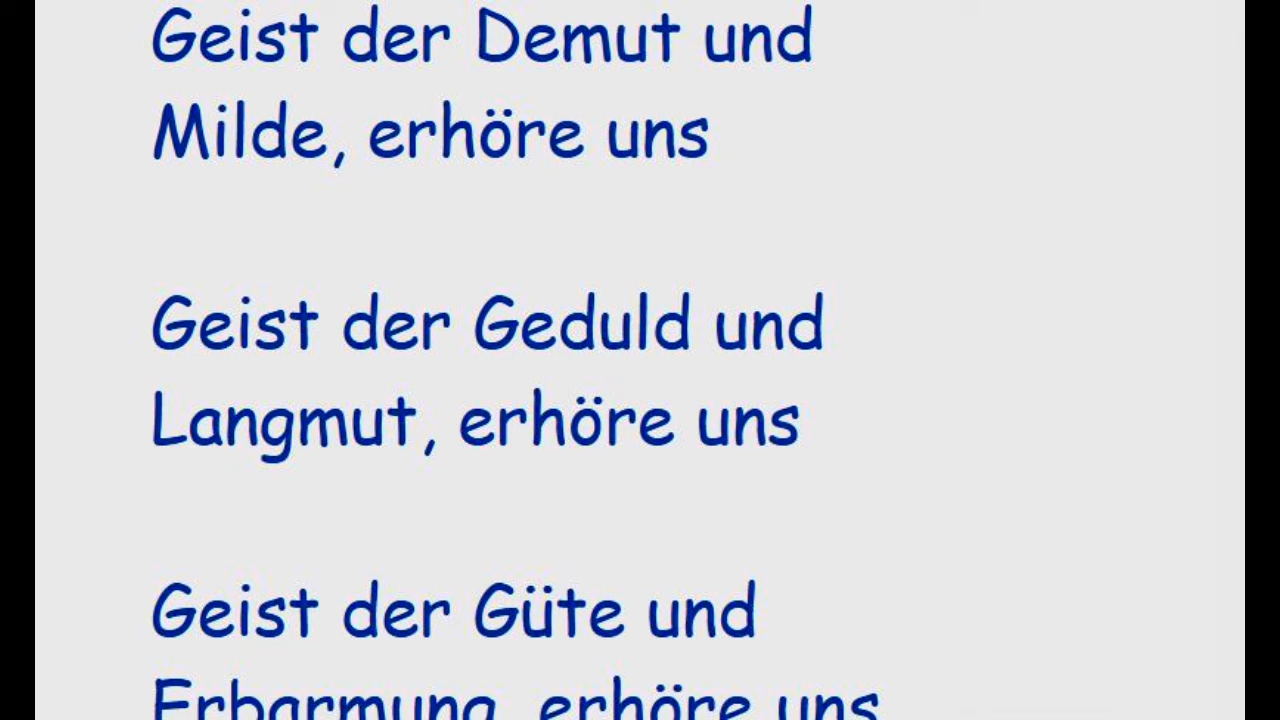 Geist der Demut und
Milde, erhöre uns
Geist der Geduld und
Langmut, erhöre uns
Geist der Güte und
Erbarmung, erhöre uns